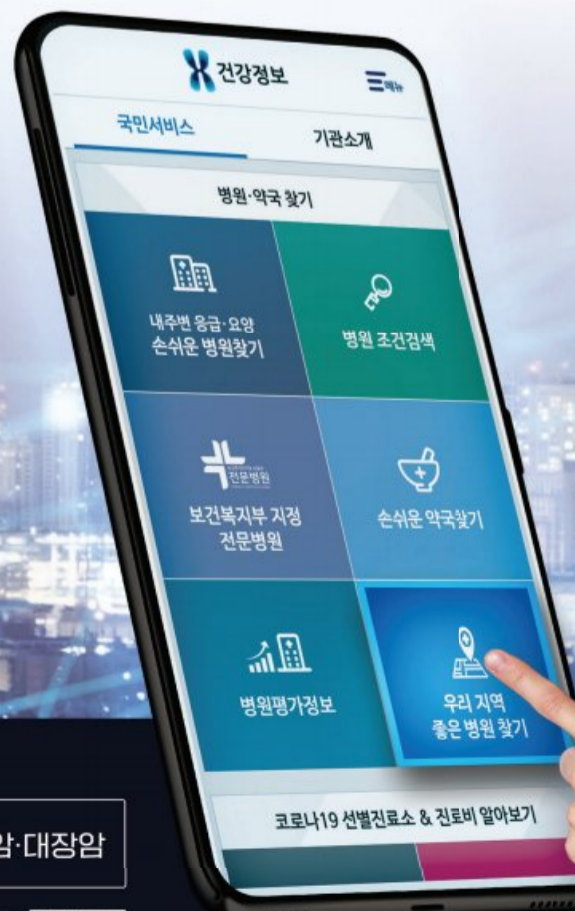 건강정보
메뉴
국민서비스
기관소개
병원·약국 찾기
내주변 응급·요양
손쉬운 병원찾기
병원 조건검색
전문병원
보건복지부 지정
전문병원
손쉬운 약국찾기
병원평가정보
우리 지역
좋은 병원 찾기
코로나19 선별진료소 & 진료비 알아보기
암·대장암